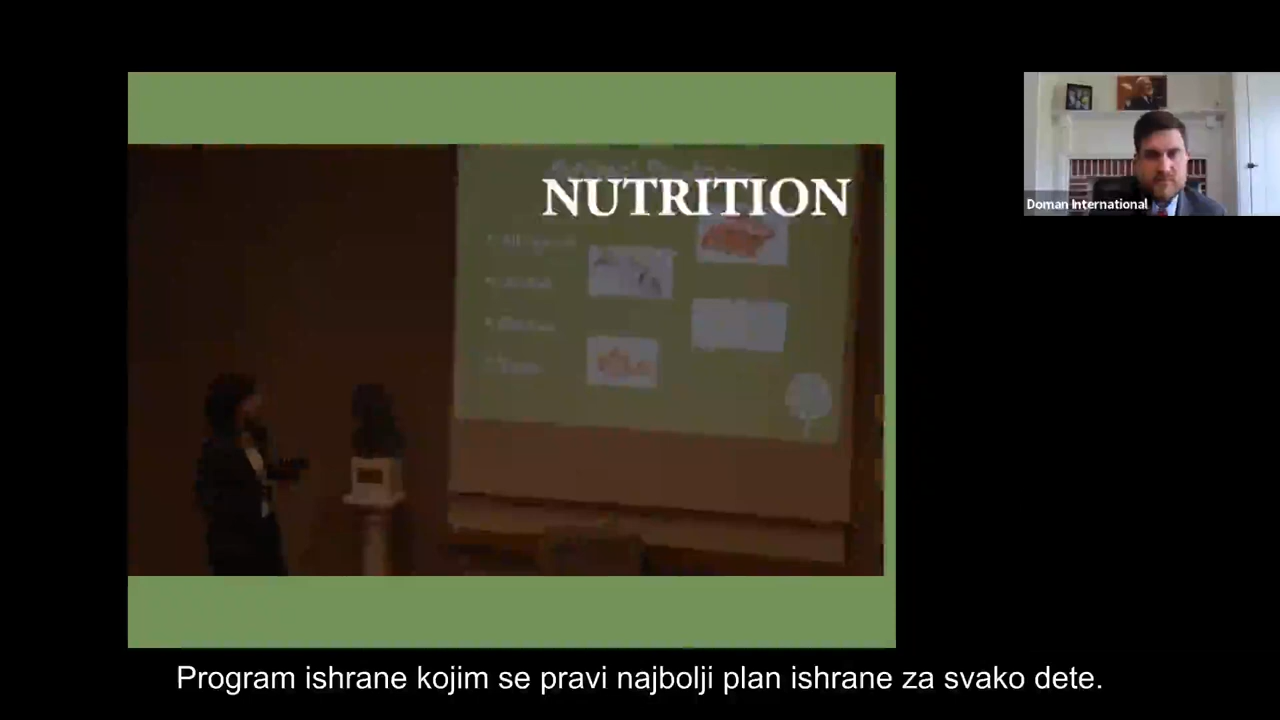 NUTRITION
Doman International
Program ishrane kojim se pravi najbolji plan ishrane za svako dete.